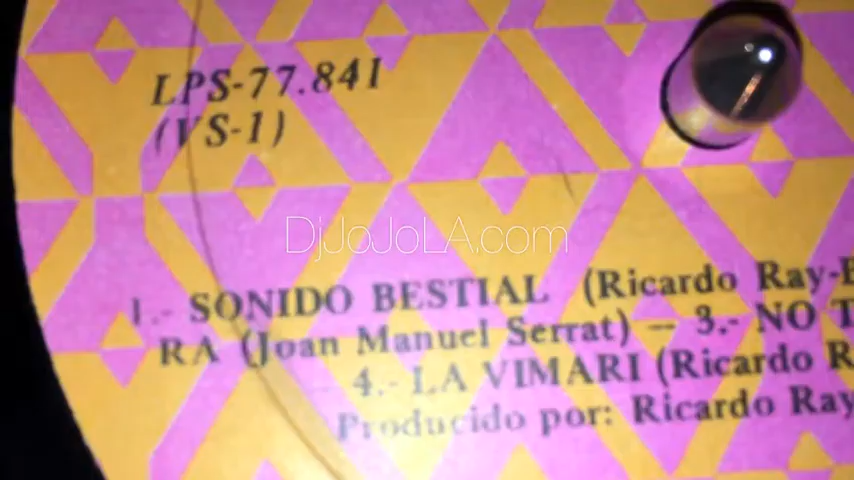 LPS-77.841
(VS-1)
DjJoJoLA.com
1.- SONIDO BESTIAL (Ricardo Ray-
RA (Joan Manuel Serrat) — 3.- NO
4.- LA VIMARI (Ricardo
Producido por: Ricardo Ray